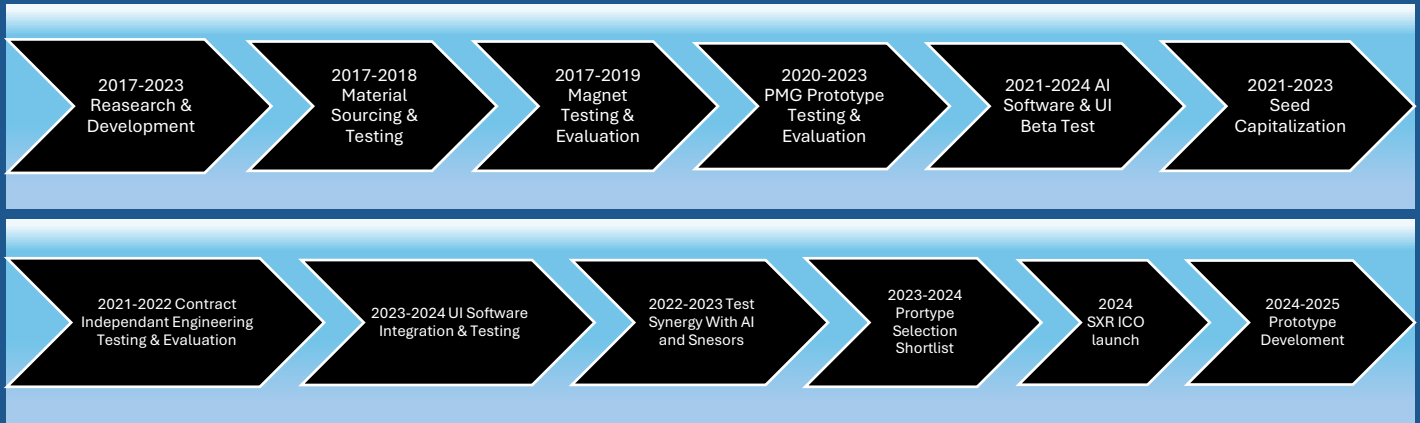 2017-2023
Reasearch &
Development
2017-2018
Material
Sourcing &
Testing
2017-2019
Magnet
Testing &
Evaluation
2020-2023
PMG Prototype
Testing &
Evaluation
2021-2024 AI
Software & UI
Beta Test
2021-2023
Seed
Capitalization
2021-2022 Contract
Independant Engineering
Testing & Evaluation
2023-2024 UI Software
Integration & Testing
2022-2023 Test
Synergy With AI
and Snesors
2023-2024
Prortype
Selection
Shortlist
2024
SXR ICO
launch
2024-2025
Prototype
Develoment